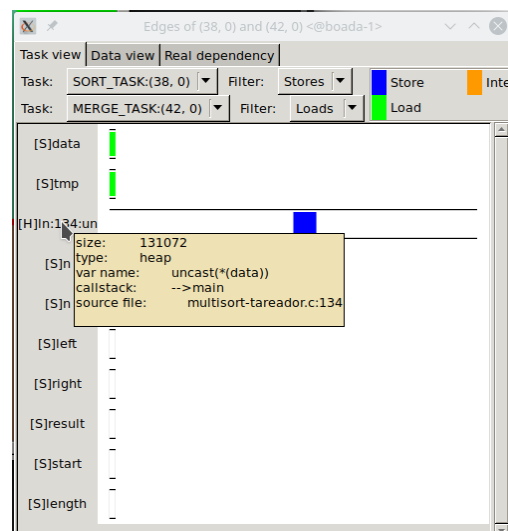 Edges of (38, 0) and (42, 0) <@boada-1>
Task view Data view Real dependency
Task: SORT_TASK:(38, 0) Filter: Stores Store Inte
Task: MERGE_TASK:(42, 0) Filter: Loads Load
[S]data
[S]tmp
[H]ln:134:un
size: 131072
type: heap
[S]n var name: uncast(*(data))
callstack: -->main
[S]n source file: multisort-tareador.c:134
[S]left
[S]right
[S]result
[S]start
[S]length